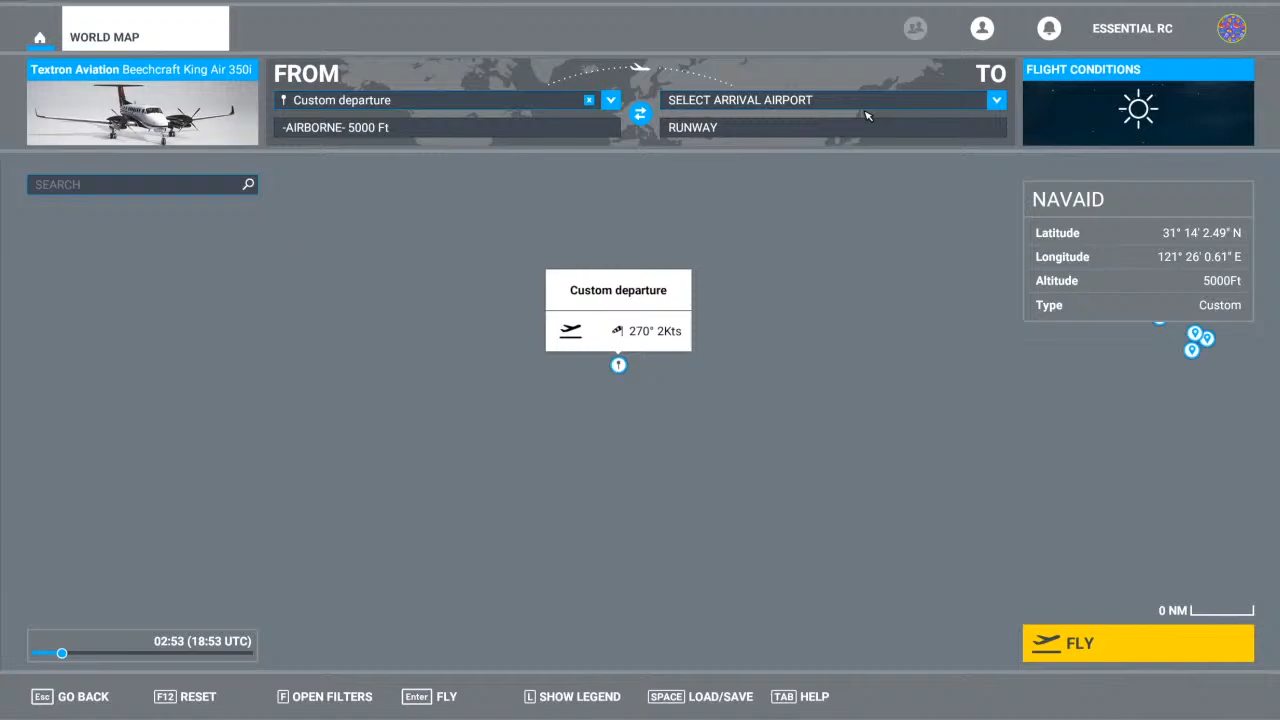 WORLD MAP
ESSENTIAL RC
Textron Aviation Beechcraft King Air 350i
FROM
TO
FLIGHT CONDITIONS
Custom departure
SELECT ARRIVAL AIRPORT
-AIRBORNE- 5000 Ft
RUNWAY
SEARCH
NAVAID
Latitude 31° 14' 2.49" N
Longitude 121° 26' 0.61" E
Altitude 5000Ft
Type Custom
Custom departure
270° 2Kts
0 NM
02:53 (18:53 UTC)
FLY
Esc GO BACK F12 RESET F OPEN FILTERS Enter FLY L SHOW LEGEND SPACE LOAD/SAVE TAB HELP